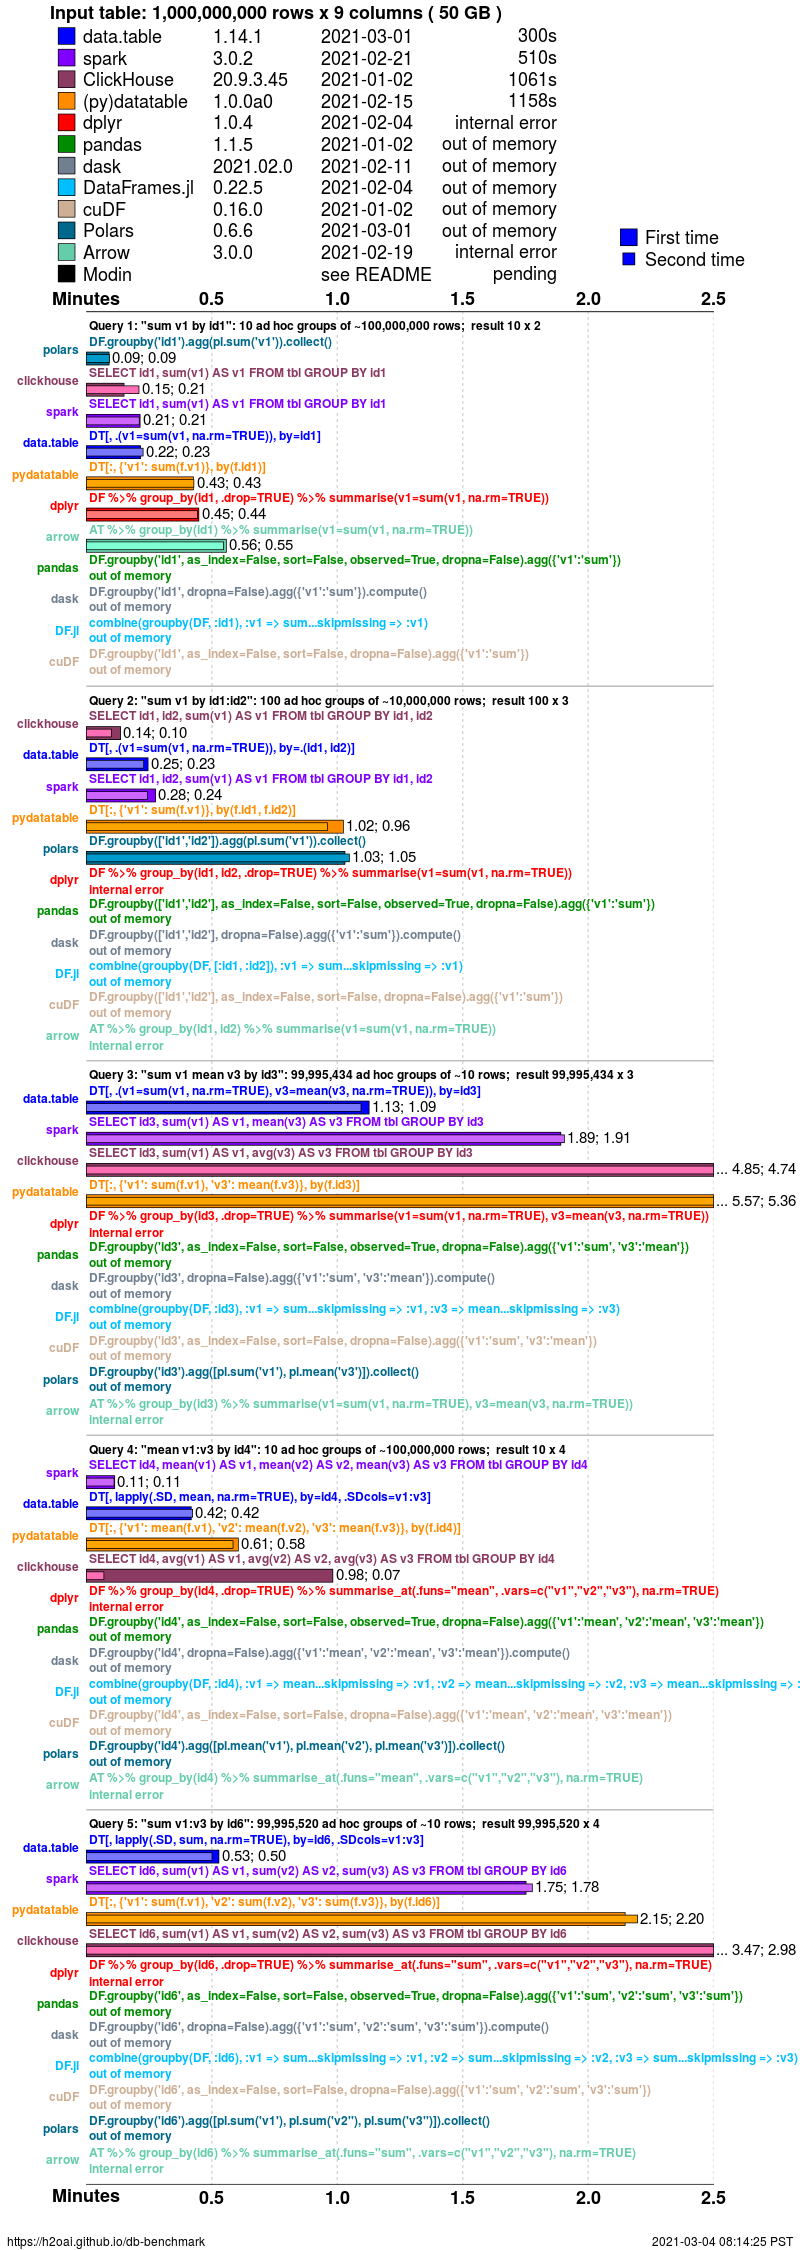 Input table: 1,000,000,000 rows x 9 columns ( 50 GB )
data.table 1.14.1 2021-03-01 300s
spark 3.0.2 2021-02-21 510s
ClickHouse 20.9.3.45 2021-01-02 1061s
(py)datatable 1.0.0a0 2021-02-15 1158s
dplyr 1.0.4 2021-02-04 internal error
pandas 1.1.5 2021-01-02 out of memory
dask 2021.02.0 2021-02-11 out of memory
DataFrames.jl 0.22.5 2021-02-04 out of memory
cuDF 0.16.0 2021-01-02 out of memory
Polars 0.6.6 2021-03-01 out of memory
Arrow 3.0.0 2021-02-19 internal error
Modin see README pending
First time
Second time
Minutes 0.5 1.0 1.5 2.0 2.5
Query 1: "sum v1 by id1": 10 ad hoc groups of ~100,000,000 rows; result 10 x 2
polars DF.groupby('id1').agg(pl.sum('v1')).collect()
0.09; 0.09
clickhouse SELECT id1, sum(v1) AS v1 FROM tbl GROUP BY id1
0.15; 0.21
spark SELECT id1, sum(v1) AS v1 FROM tbl GROUP BY id1
0.21; 0.21
data.table DT[, .(v1=sum(v1, na.rm=TRUE)), by=id1]
0.22; 0.23
pydatatable DT[:, {'v1': sum(f.v1)}, by(f.id1)]
0.43; 0.43
dplyr DF %>% group_by(id1, .drop=TRUE) %>% summarise(v1=sum(v1, na.rm=TRUE))
0.45; 0.44
arrow AT %>% group_by(id1) %>% summarise(v1=sum(v1, na.rm=TRUE))
0.56; 0.55
pandas DF.groupby('id1', as_index=False, sort=False, observed=True, dropna=False).agg({'v1':'sum'})
out of memory
dask DF.groupby('id1', dropna=False).agg({'v1':'sum'}).compute()
out of memory
DF.jl combine(groupby(DF, :id1), :v1 => sum...skipmissing => :v1)
out of memory
cuDF DF.groupby('id1', as_index=False, sort=False, dropna=False).agg({'v1':'sum'})
out of memory
Query 2: "sum v1 by id1:id2": 100 ad hoc groups of ~10,000,000 rows; result 100 x 3
clickhouse SELECT id1, id2, sum(v1) AS v1 FROM tbl GROUP BY id1, id2
0.14; 0.10
data.table DT[, .(v1=sum(v1, na.rm=TRUE)), by=.(id1, id2)]
0.25; 0.23
spark SELECT id1, id2, sum(v1) AS v1 FROM tbl GROUP BY id1, id2
0.28; 0.24
pydatatable DT[:, {'v1': sum(f.v1)}, by(f.id1, f.id2)]
1.02; 0.96
polars DF.groupby(['id1','id2']).agg(pl.sum('v1')).collect()
1.03; 1.05
dplyr DF %>% group_by(id1, id2, .drop=TRUE) %>% summarise(v1=sum(v1, na.rm=TRUE))
internal error
pandas DF.groupby(['id1','id2'], as_index=False, sort=False, observed=True, dropna=False).agg({'v1':'sum'})
out of memory
dask DF.groupby(['id1','id2'], dropna=False).agg({'v1':'sum'}).compute()
out of memory
DF.jl combine(groupby(DF, [:id1, :id2]), :v1 => sum...skipmissing => :v1)
out of memory
cuDF DF.groupby(['id1','id2'], as_index=False, sort=False, dropna=False).agg({'v1':'sum'})
out of memory
arrow AT %>% group_by(id1, id2) %>% summarise(v1=sum(v1, na.rm=TRUE))
internal error
Query 3: "sum v1 mean v3 by id3": 99,995,434 ad hoc groups of ~10 rows; result 99,995,434 x 3
data.table DT[, .(v1=sum(v1, na.rm=TRUE), v3=mean(v3, na.rm=TRUE)), by=id3]
1.13; 1.09
spark SELECT id3, sum(v1) AS v1, mean(v3) AS v3 FROM tbl GROUP BY id3
1.89; 1.91
clickhouse SELECT id3, sum(v1) AS v1, avg(v3) AS v3 FROM tbl GROUP BY id3
... 4.85; 4.74
pydatatable DT[:, {'v1': sum(f.v1), 'v3': mean(f.v3)}, by(f.id3)]
... 5.57; 5.36
dplyr DF %>% group_by(id3, .drop=TRUE) %>% summarise(v1=sum(v1, na.rm=TRUE), v3=mean(v3, na.rm=TRUE))
internal error
pandas DF.groupby('id3', as_index=False, sort=False, observed=True, dropna=False).agg({'v1':'sum', 'v3':'mean'})
out of memory
dask DF.groupby('id3', dropna=False).agg({'v1':'sum', 'v3':'mean'}).compute()
out of memory
DF.jl combine(groupby(DF, :id3), :v1 => sum...skipmissing => :v1, :v3 => mean...skipmissing => :v3)
out of memory
cuDF DF.groupby('id3', as_index=False, sort=False, dropna=False).agg({'v1':'sum', 'v3':'mean'})
out of memory
polars DF.groupby('id3').agg([pl.sum('v1'), pl.mean('v3')]).collect()
out of memory
arrow AT %>% group_by(id3) %>% summarise(v1=sum(v1, na.rm=TRUE), v3=mean(v3, na.rm=TRUE))
internal error
Query 4: "mean v1:v3 by id4": 10 ad hoc groups of ~100,000,000 rows; result 10 x 4
spark SELECT id4, mean(v1) AS v1, mean(v2) AS v2, mean(v3) AS v3 FROM tbl GROUP BY id4
0.11; 0.11
data.table DT[, lapply(.SD, mean, na.rm=TRUE), by=id4, .SDcols=v1:v3]
0.42; 0.42
pydatatable DT[:, {'v1': mean(f.v1), 'v2': mean(f.v2), 'v3': mean(f.v3)}, by(f.id4)]
0.61; 0.58
clickhouse SELECT id4, avg(v1) AS v1, avg(v2) AS v2, avg(v3) AS v3 FROM tbl GROUP BY id4
0.98; 0.07
dplyr DF %>% group_by(id4, .drop=TRUE) %>% summarise_at(.funs="mean", .vars=c("v1","v2","v3"), na.rm=TRUE)
internal error
pandas DF.groupby('id4', as_index=False, sort=False, observed=True, dropna=False).agg({'v1':'mean', 'v2':'mean', 'v3':'mean'})
out of memory
dask DF.groupby('id4', dropna=False).agg({'v1':'mean', 'v2':'mean', 'v3':'mean'}).compute()
out of memory
DF.jl combine(groupby(DF, :id4), :v1 => mean...skipmissing => :v1, :v2 => mean...skipmissing => :v2, :v3 => mean...skipmissing => :
out of memory
cuDF DF.groupby('id4', as_index=False, sort=False, dropna=False).agg({'v1':'mean', 'v2':'mean', 'v3':'mean'})
out of memory
polars DF.groupby('id4').agg([pl.mean('v1'), pl.mean('v2'), pl.mean('v3')]).collect()
out of memory
arrow AT %>% group_by(id4) %>% summarise_at(.funs="mean", .vars=c("v1","v2","v3"), na.rm=TRUE)
internal error
Query 5: "sum v1:v3 by id6": 99,995,520 ad hoc groups of ~10 rows; result 99,995,520 x 4
data.table DT[, lapply(.SD, sum, na.rm=TRUE), by=id6, .SDcols=v1:v3]
0.53; 0.50
spark SELECT id6, sum(v1) AS v1, sum(v2) AS v2, sum(v3) AS v3 FROM tbl GROUP BY id6
1.75; 1.78
pydatatable DT[:, {'v1': sum(f.v1), 'v2': sum(f.v2), 'v3': sum(f.v3)}, by(f.id6)]
2.15; 2.20
clickhouse SELECT id6, sum(v1) AS v1, sum(v2) AS v2, sum(v3) AS v3 FROM tbl GROUP BY id6
... 3.47; 2.98
dplyr DF %>% group_by(id6, .drop=TRUE) %>% summarise_at(.funs="sum", .vars=c("v1","v2","v3"), na.rm=TRUE)
internal error
pandas DF.groupby('id6', as_index=False, sort=False, observed=True, dropna=False).agg({'v1':'sum', 'v2':'sum', 'v3':'sum'})
out of memory
dask DF.groupby('id6', dropna=False).agg({'v1':'sum', 'v2':'sum', 'v3':'sum'}).compute()
out of memory
DF.jl combine(groupby(DF, :id6), :v1 => sum...skipmissing => :v1, :v2 => sum...skipmissing => :v2, :v3 => sum...skipmissing => :v3)
out of memory
cuDF DF.groupby('id6', as_index=False, sort=False, dropna=False).agg({'v1':'sum', 'v2':'sum', 'v3':'sum'})
out of memory
polars DF.groupby('id6').agg([pl.sum('v1'), pl.sum('v2"), pl.sum('v3")]).collect()
out of memory
arrow AT %>% group_by(id6) %>% summarise_at(.funs="sum", .vars=c("v1","v2","v3"), na.rm=TRUE)
internal error
Minutes 0.5 1.0 1.5 2.0 2.5
https://h2oai.github.io/db-benchmark 2021-03-04 08:14:25 PST